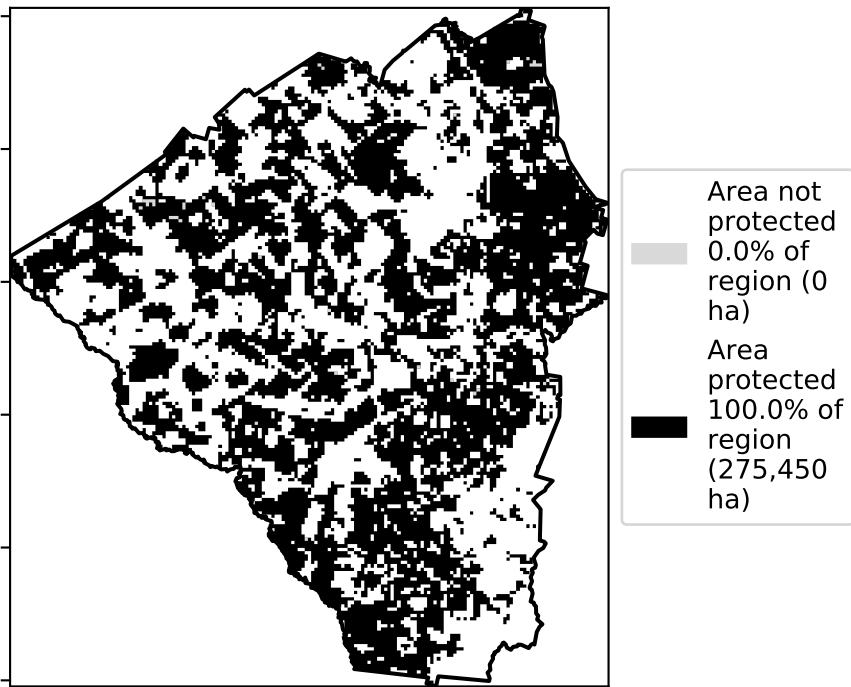 Area not
protected
0.0% of
region (0
ha)
Area
protected
100.0% of
region
(275,450
ha)